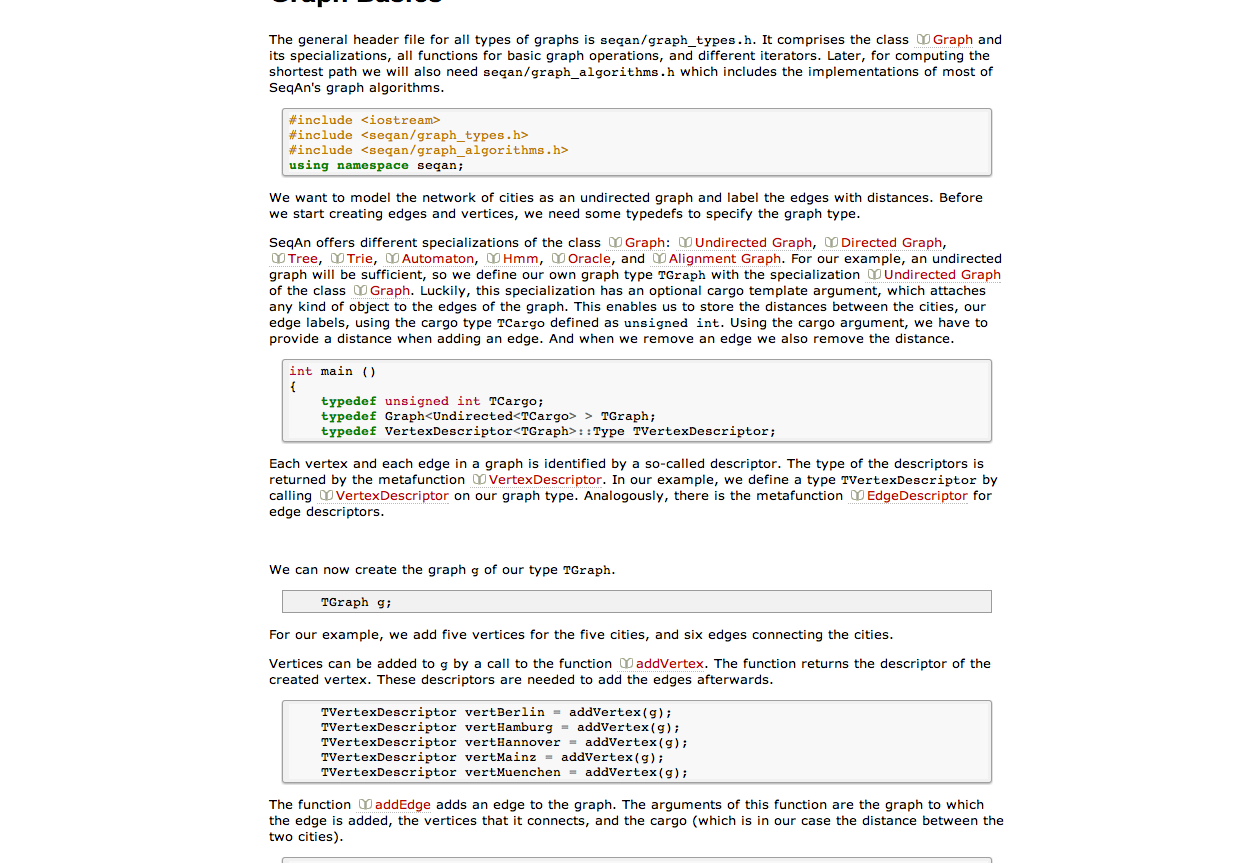 Graph Basics
The general header file for all types of graphs is seqan/graph_types.h. It comprises the class Graph and
its specializations, all functions for basic graph operations, and different iterators. Later, for computing the
shortest path we will also need seqan/graph_algorithms.h which includes the implementations of most of
SeqAn's graph algorithms.
#include <iostream>
#include <seqan/graph_types.h>
#include <seqan/graph_algorithms.h>
using namespace seqan;
We want to model the network of cities as an undirected graph and label the edges with distances. Before
we start creating edges and vertices, we need some typedefs to specify the graph type.
SeqAn offers different specializations of the class Graph: Undirected Graph, Directed Graph,
Tree, Trie, Automaton, Hmm, Oracle, and Alignment Graph. For our example, an undirected
graph will be sufficient, so we define our own graph type TGraph with the specialization Undirected Graph
of the class Graph. Luckily, this specialization has an optional cargo template argument, which attaches
any kind of object to the edges of the graph. This enables us to store the distances between the cities, our
edge labels, using the cargo type TCargo defined as unsigned int. Using the cargo argument, we have to
provide a distance when adding an edge. And when we remove an edge we also remove the distance.
int main ()
{
    typedef unsigned int TCargo;
    typedef Graph<Undirected<TCargo> > TGraph;
    typedef VertexDescriptor<TGraph>::Type TVertexDescriptor;
Each vertex and each edge in a graph is identified by a so-called descriptor. The type of the descriptors is
returned by the metafunction VertexDescriptor. In our example, we define a type TVertexDescriptor by
calling VertexDescriptor on our graph type. Analogously, there is the metafunction EdgeDescriptor for
edge descriptors.
We can now create the graph g of our type TGraph.
    TGraph g;
For our example, we add five vertices for the five cities, and six edges connecting the cities.
Vertices can be added to g by a call to the function addVertex. The function returns the descriptor of the
created vertex. These descriptors are needed to add the edges afterwards.
    TVertexDescriptor vertBerlin = addVertex(g);
    TVertexDescriptor vertHamburg = addVertex(g);
    TVertexDescriptor vertHannover = addVertex(g);
    TVertexDescriptor vertMainz = addVertex(g);
    TVertexDescriptor vertMuenchen = addVertex(g);
The function addEdge adds an edge to the graph. The arguments of this function are the graph to which
the edge is added, the vertices that it connects, and the cargo (which is in our case the distance between the
two cities).